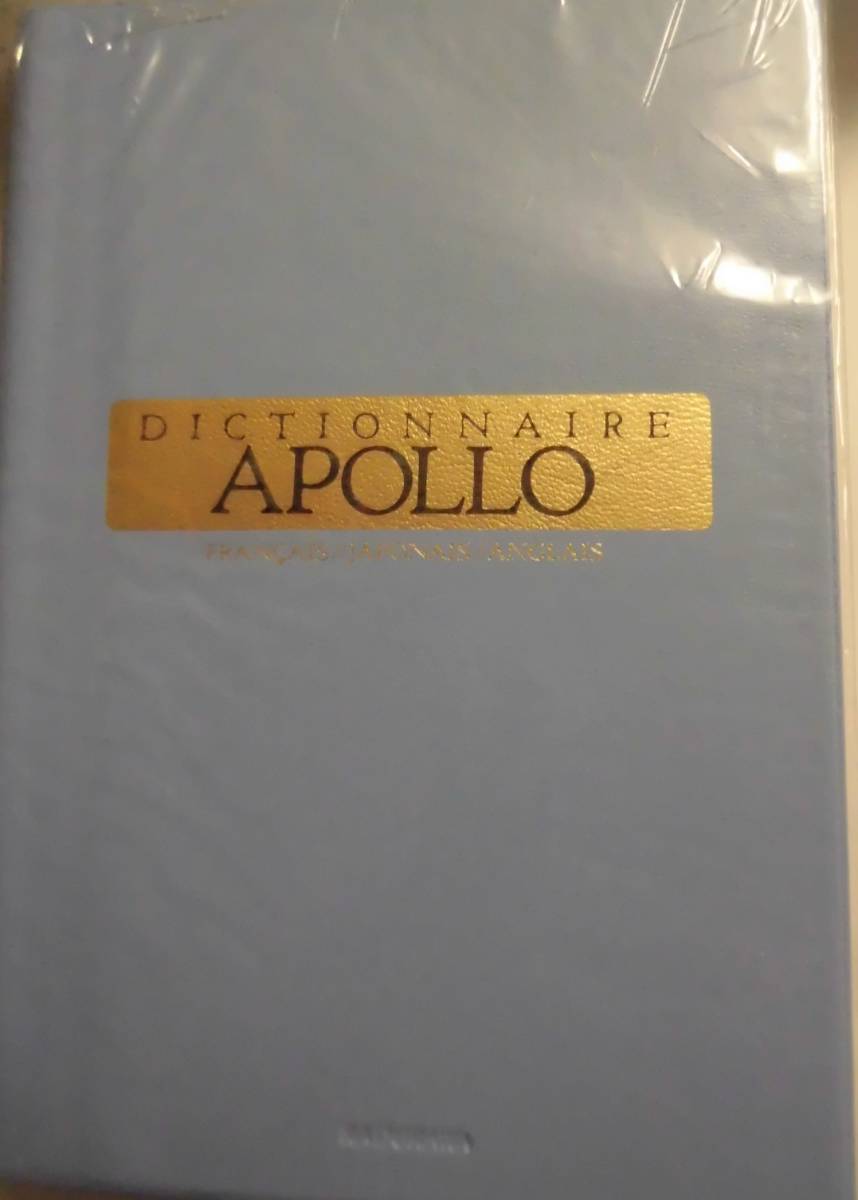 DICTIONNAIRE
APOLLO
FRANÇAIS / JAPONAIS / ANGLAIS